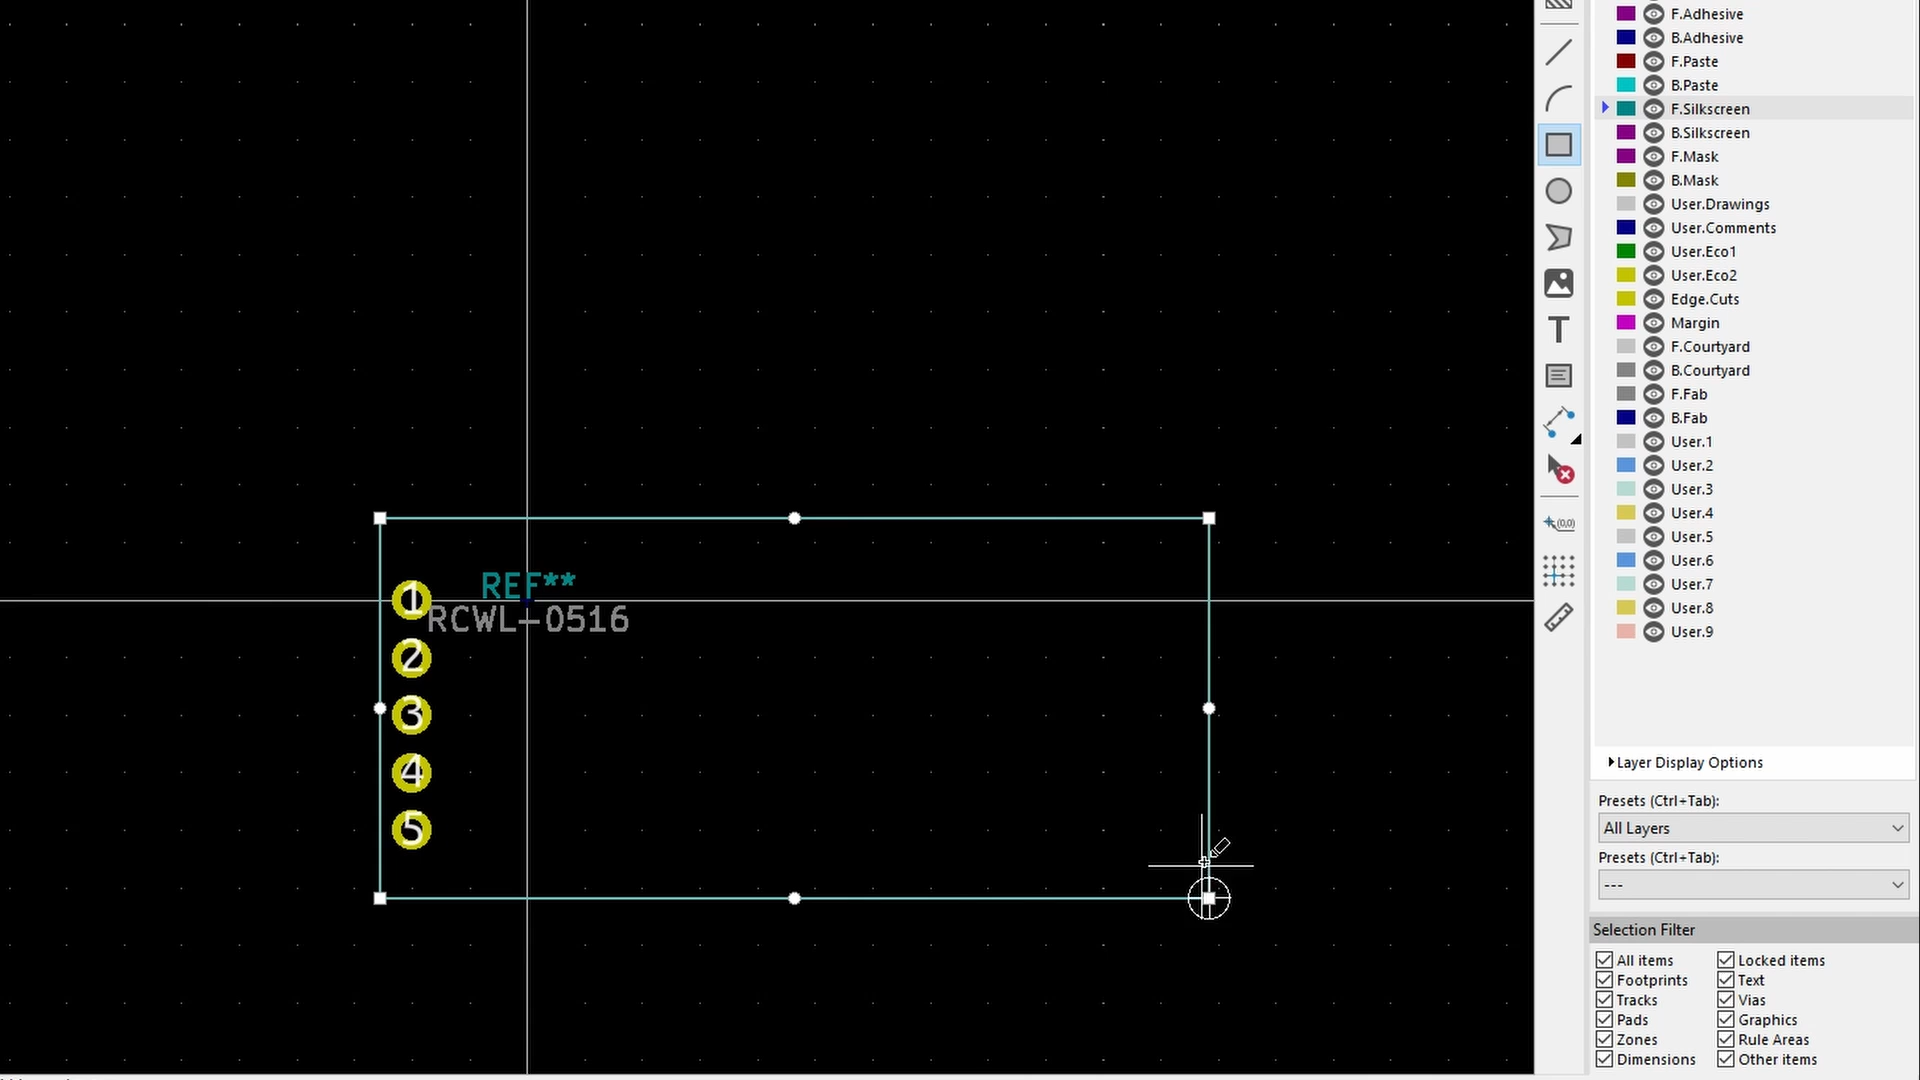 F.Adhesive
B.Adhesive
F.Paste
B.Paste
F.Silkscreen
B.Silkscreen
F.Mask
B.Mask
User.Drawings
User.Comments
User.Eco1
User.Eco2
Edge.Cuts
Margin
F.Courtyard
B.Courtyard
F.Fab
B.Fab
User.1
User.2
User.3
User.4
User.5
User.6
User.7
User.8
User.9
T
(0,0)
REF**
1
RCWL-0516
2
3
4
5
Layer Display Options
Presets (Ctrl+Tab):
All Layers
Presets (Ctrl+Tab):
---
Selection Filter
All items Locked items
Footprints Text
Tracks Vias
Pads Graphics
Zones Rule Areas
Dimensions Other items